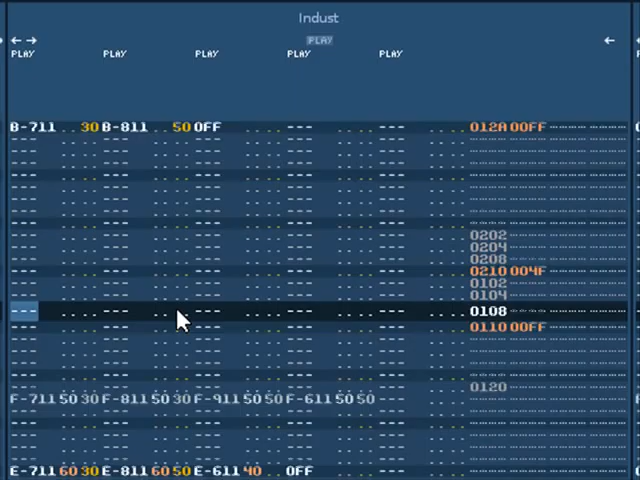 Indust
PLAY
PLAY PLAY PLAY PLAY PLAY
B-711 .. 30 B-811 .. 50 OFF .... --- .... --- .... 012A 00FF
0202
0204
0208
0210 004F
0102
0104
--- .... --- .... --- .... --- .... --- .... 0108
0110 00FF
0120
F-711 50 30 F-811 50 30 F-911 50 50 F-611 50 50
E-711 60 30 E-811 60 50 E-611 40 .. OFF